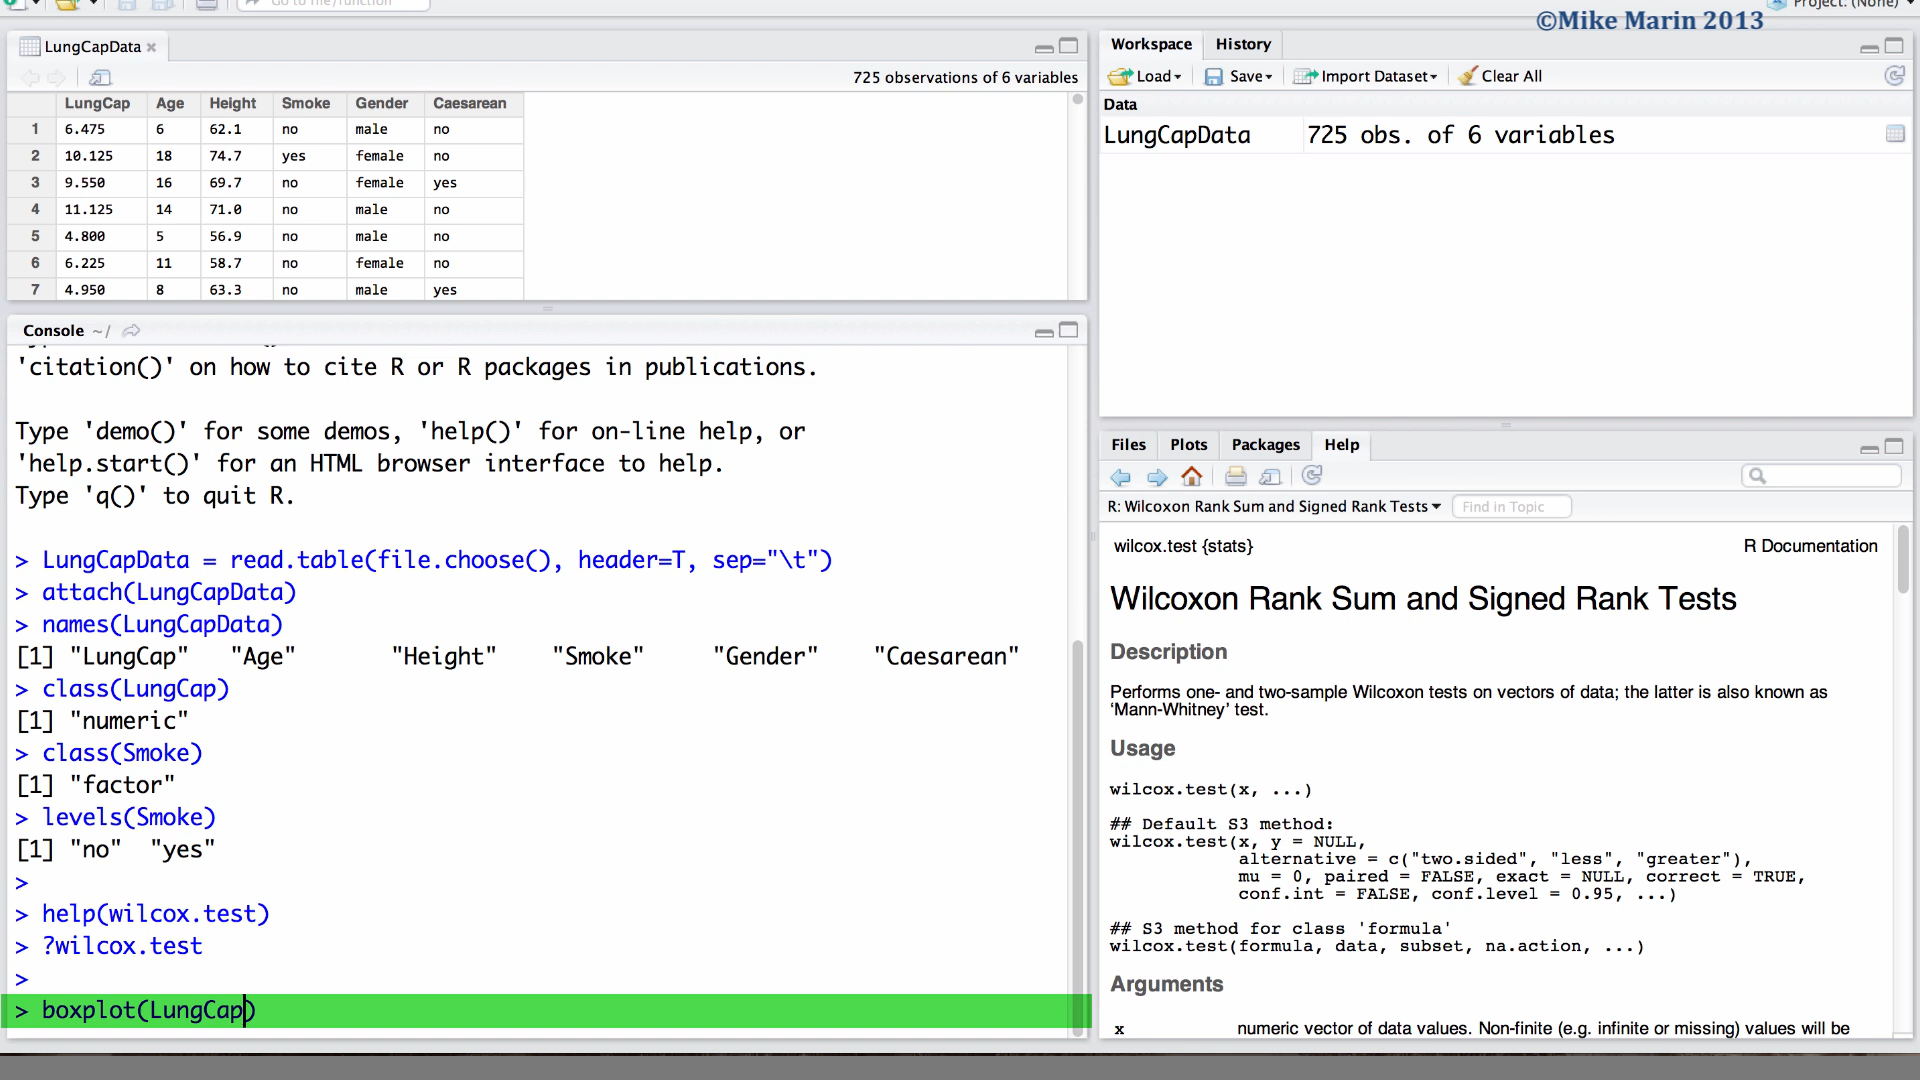 Go to file/function
Project: (None)
©Mike Marin 2013
LungCapData
725 observations of 6 variables
LungCap Age Height Smoke Gender Caesarean
1 6.475 6 62.1 no male no
2 10.125 18 74.7 yes female no
3 9.550 16 69.7 no female yes
4 11.125 14 71.0 no male no
5 4.800 5 56.9 no male no
6 6.225 11 58.7 no female no
7 4.950 8 63.3 no male yes
Console ~/
'citation()' on how to cite R or R packages in publications.
Type 'demo()' for some demos, 'help()' for on-line help, or
'help.start()' for an HTML browser interface to help.
Type 'q()' to quit R.
> LungCapData = read.table(file.choose(), header=T, sep="\t")
> attach(LungCapData)
> names(LungCapData)
[1] "LungCap" "Age" "Height" "Smoke" "Gender" "Caesarean"
> class(LungCap)
[1] "numeric"
> class(Smoke)
[1] "factor"
> levels(Smoke)
[1] "no" "yes"
>
> help(wilcox.test)
> ?wilcox.test
>
> boxplot(LungCap)
Workspace History
Load Save Import Dataset Clear All
Data
LungCapData 725 obs. of 6 variables
Files Plots Packages Help
R: Wilcoxon Rank Sum and Signed Rank Tests Find in Topic
wilcox.test {stats} R Documentation
Wilcoxon Rank Sum and Signed Rank Tests
Description
Performs one- and two-sample Wilcoxon tests on vectors of data; the latter is also known as
‘Mann-Whitney’ test.
Usage
wilcox.test(x, ...)
## Default S3 method:
wilcox.test(x, y = NULL,
alternative = c("two.sided", "less", "greater"),
mu = 0, paired = FALSE, exact = NULL, correct = TRUE,
conf.int = FALSE, conf.level = 0.95, ...)
## S3 method for class 'formula'
wilcox.test(formula, data, subset, na.action, ...)
Arguments
x numeric vector of data values. Non-finite (e.g. infinite or missing) values will be